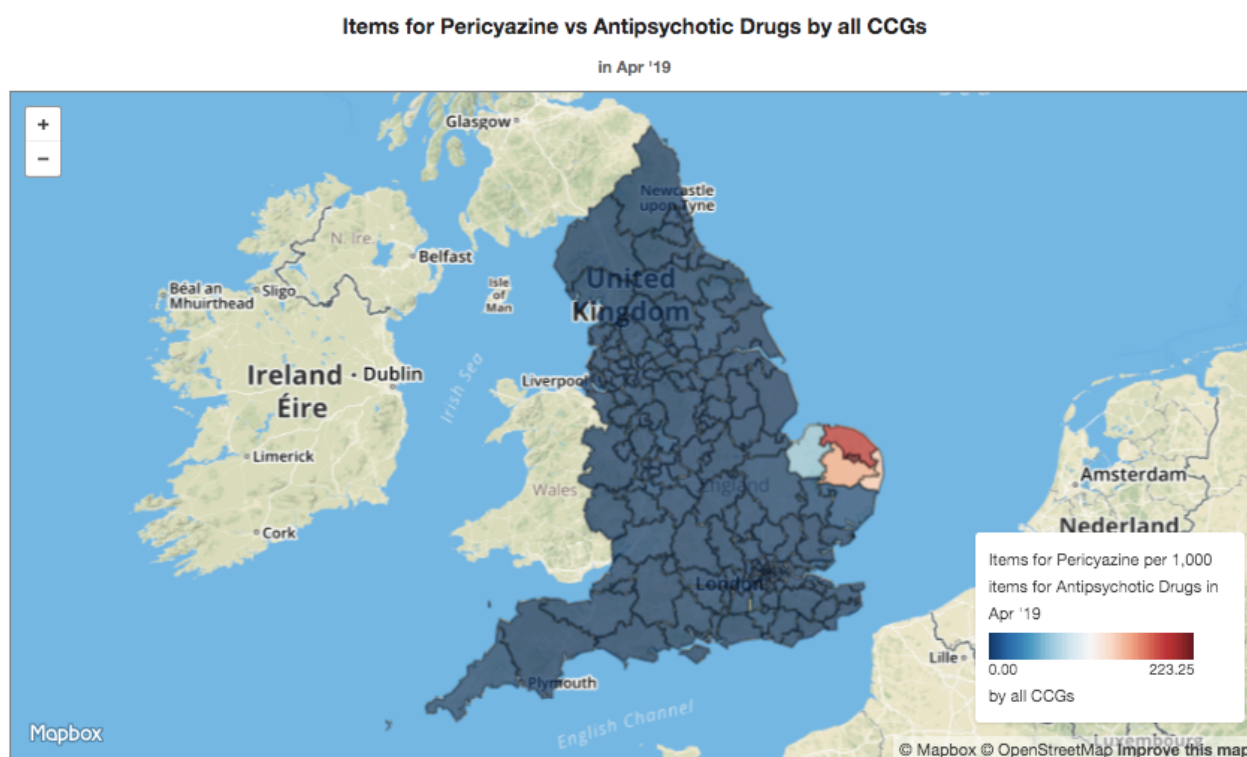 Items for Pericyazine vs Antipsychotic Drugs by all CCGs
in Apr '19
+
−
Glasgow
Newcastle
upon Tyne
N. Ire.
Belfast
Isle
of
Man
United
Kingdom
Béal an
Mhuirthead
Sligo
Ireland
Éire
Dublin
Irish Sea
Liverpool
Limerick
Wales
England
Amsterdam
Nederland
Cork
London
Plymouth
English Channel
Lille
Items for Pericyazine per 1,000
items for Antipsychotic Drugs in
Apr '19
0.00 223.25
by all CCGs
Luxembourg
Mapbox
© Mapbox © OpenStreetMap Improve this map